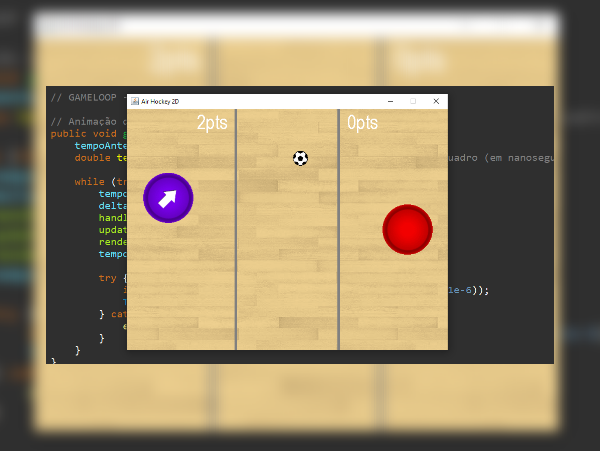 // GAMELOOP -
Air Hockey 2D
// Animação d
2pts
0pts
public void
tempoAnte
double te
uadro (em nanosegu
while (tr
tempo
delta
handl
updat
rende
tempo
try {
le-6));
} cat
e
}
}
}